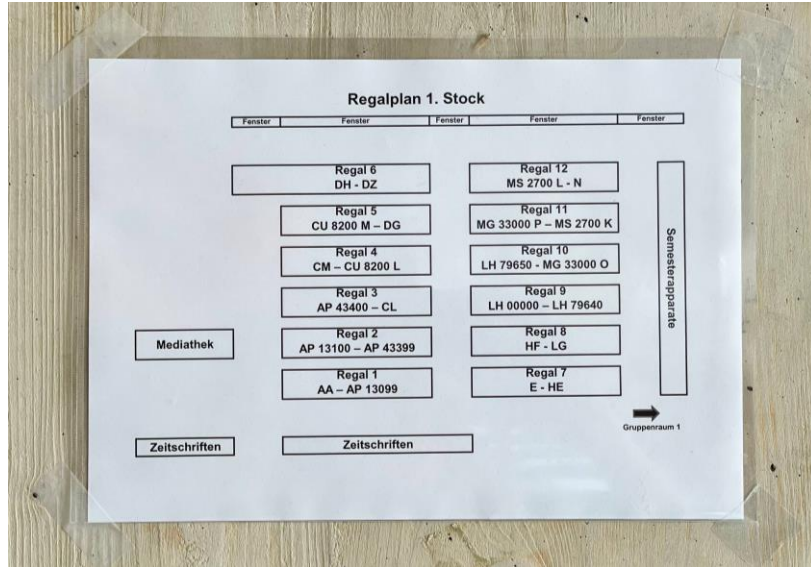 Regalplan 1. Stock
Fenster Fenster Fenster Fenster Fenster
Regal 6
DH - DZ
Regal 12
MS 2700 L - N
Regal 5
CU 8200 M – DG
Regal 11
MG 33000 P – MS 2700 K
Regal 4
CM – CU 8200 L
Regal 10
LH 79650 - MG 33000 O
Regal 3
AP 43400 – CL
Regal 9
LH 00000 – LH 79640
Regal 2
AP 13100 – AP 43399
Regal 8
HF - LG
Regal 1
AA – AP 13099
Regal 7
E - HE
Semesterapparate
Mediathek
Gruppenraum 1
Zeitschriften
Zeitschriften